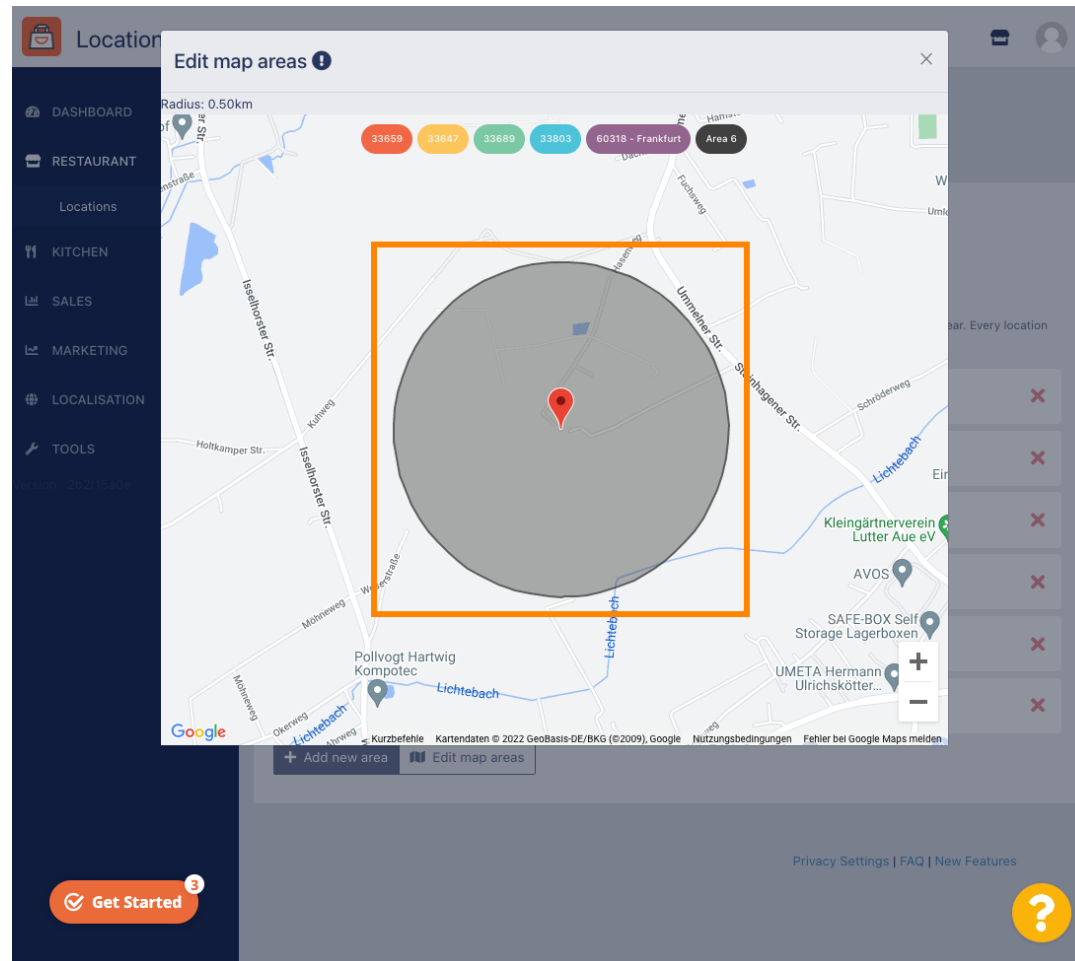 Location
Edit map areas
Radius: 0.50km
33659
33647
33689
33803
60318 - Frankfurt
Area 6
DASHBOARD
RESTAURANT
Locations
KITCHEN
SALES
MARKETING
LOCALISATION
TOOLS
Fuchsweg
Hasenweg
Umlo
Isselhorster Str.
Ummelner Str.
Steinhagener Str.
ear. Every location
Kuhweg
Schröderweg
Holtkamper Str.
Isselhorster Str.
Lichtebach
Eir
Kleingärtnerverein
Lutter Aue eV
AVOS
Möhneweg
Lichtebach
SAFE-BOX Self
Storage Lagerboxen
Pollvogt Hartwig
Kompotec
UMETA Hermann
Ulrichskötter...
Möhneweg
Lichtebach
Okerweg
Lichtebach
Ahrweg
Google
Kurzbefehle
Kartendaten © 2022 GeoBasis-DE/BKG (©2009), Google
Nutzungsbedingungen
Fehler bei Google Maps melden
+ Add new area
Edit map areas
Privacy Settings | FAQ | New Features
3
Get Started
?